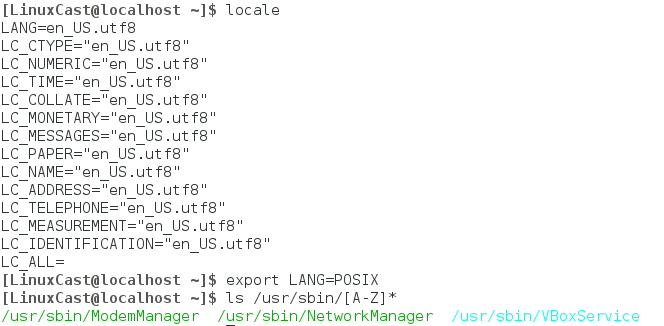 [LinuxCast@localhost ~]$ locale
LANG=en_US.utf8
LC_CTYPE="en_US.utf8"
LC_NUMERIC="en_US.utf8"
LC_TIME="en_US.utf8"
LC_COLLATE="en_US.utf8"
LC_MONETARY="en_US.utf8"
LC_MESSAGES="en_US.utf8"
LC_PAPER="en_US.utf8"
LC_NAME="en_US.utf8"
LC_ADDRESS="en_US.utf8"
LC_TELEPHONE="en_US.utf8"
LC_MEASUREMENT="en_US.utf8"
LC_IDENTIFICATION="en_US.utf8"
LC_ALL=
[LinuxCast@localhost ~]$ export LANG=POSIX
[LinuxCast@localhost ~]$ ls /usr/sbin/[A-Z]*
/usr/sbin/ModemManager  /usr/sbin/NetworkManager  /usr/sbin/VBoxService